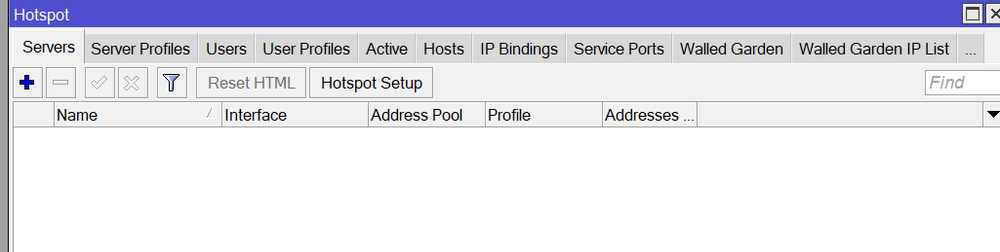 Hotspot
Servers Server Profiles Users User Profiles Active Hosts IP Bindings Service Ports Walled Garden Walled Garden IP List ...
Reset HTML Hotspot Setup Find
Name Interface Address Pool Profile Addresses ...